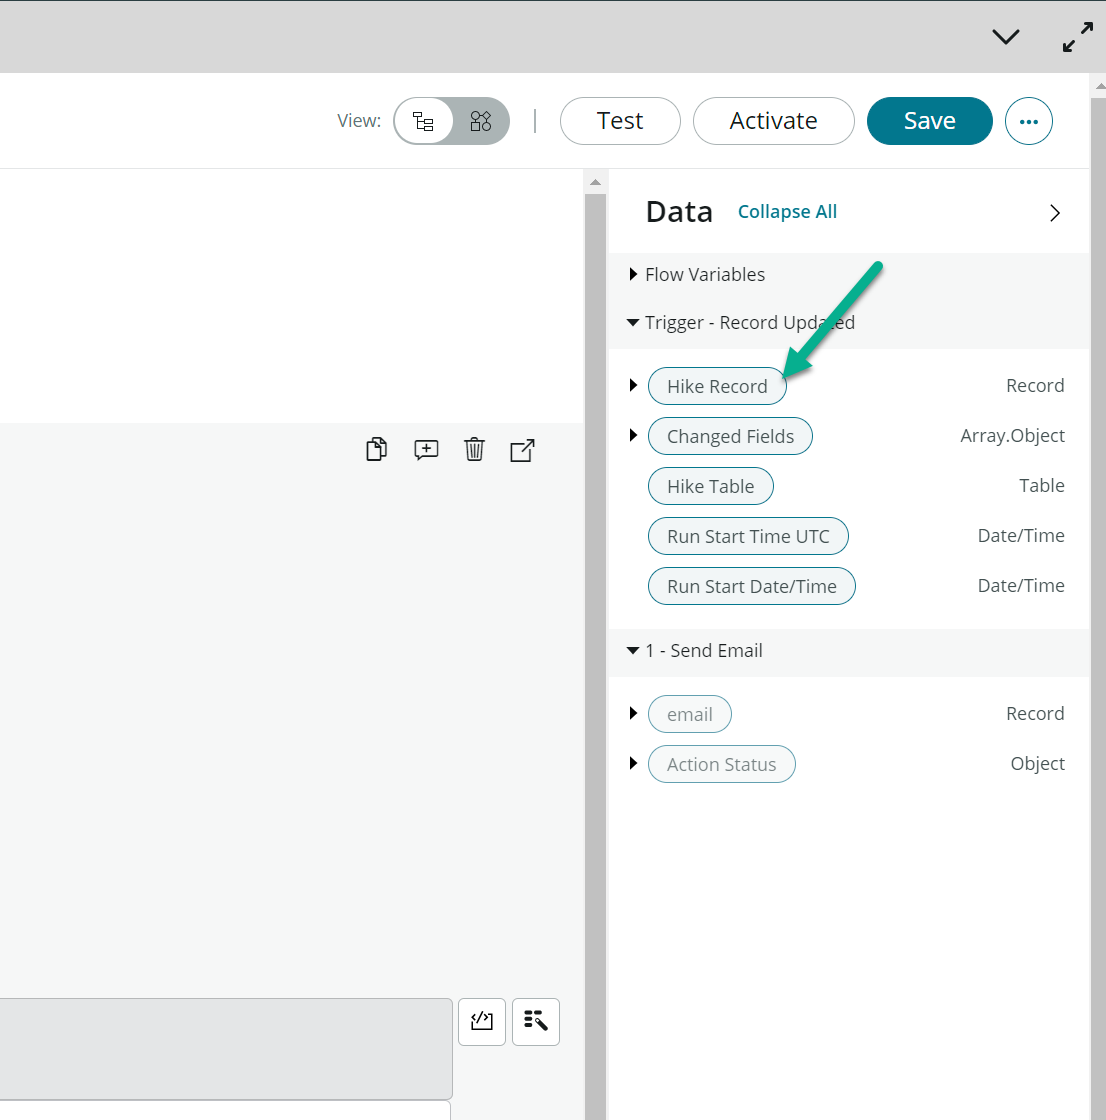 View:
Test
Activate
Save
Data
Collapse All
Flow Variables
Trigger - Record Updated
Hike Record
Record
Changed Fields
Array.Object
Hike Table
Table
Run Start Time UTC
Date/Time
Run Start Date/Time
Date/Time
1 - Send Email
email
Record
Action Status
Object